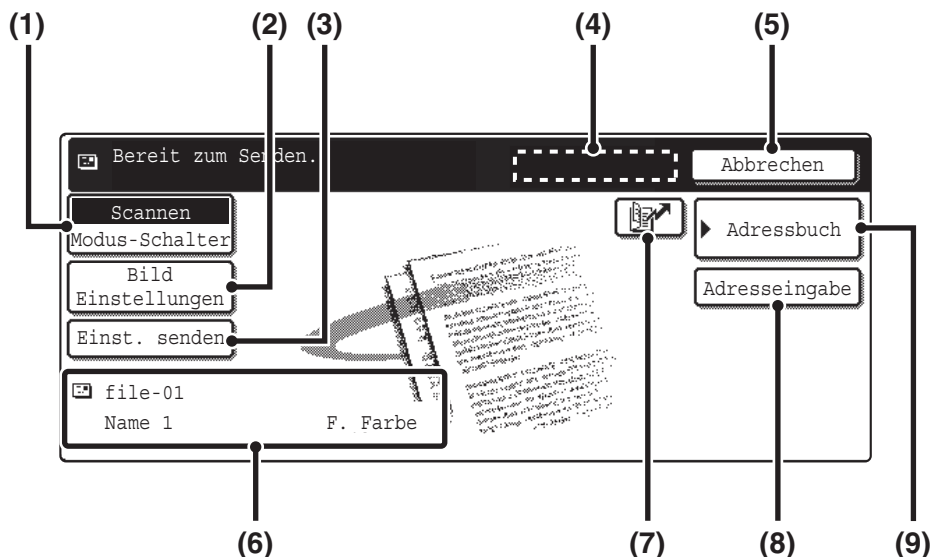 (1)
(2)
(3)
(4)
(5)
Bereit zum Senden.
Abbrechen
Scannen
Modus-Schalter
Bild
Einstellungen
Einst. senden
Adressbuch
Adresseingabe
file-01
Name 1 F. Farbe
(6)
(7)
(8)
(9)